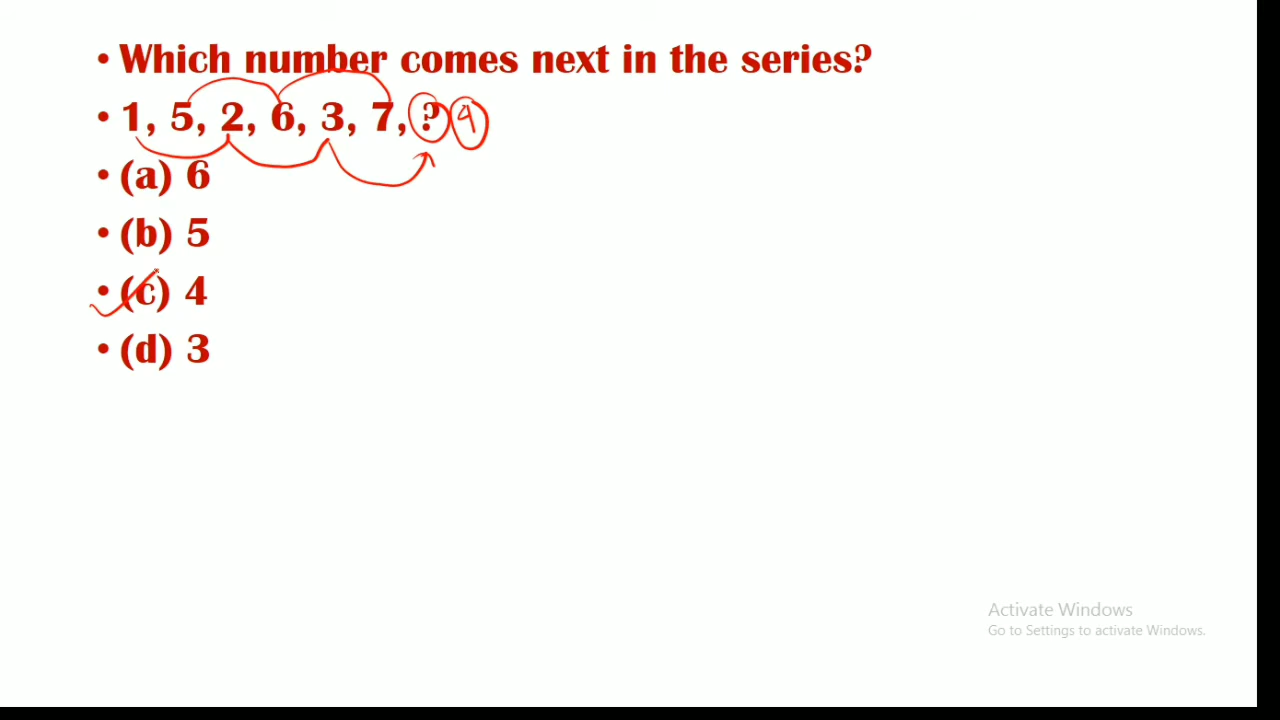 • Which number comes next in the series?
• 1, 5, 2, 6, 3, 7, ? 4
• (a) 6
• (b) 5
• (c) 4
• (d) 3
Activate Windows
Go to Settings to activate Windows.